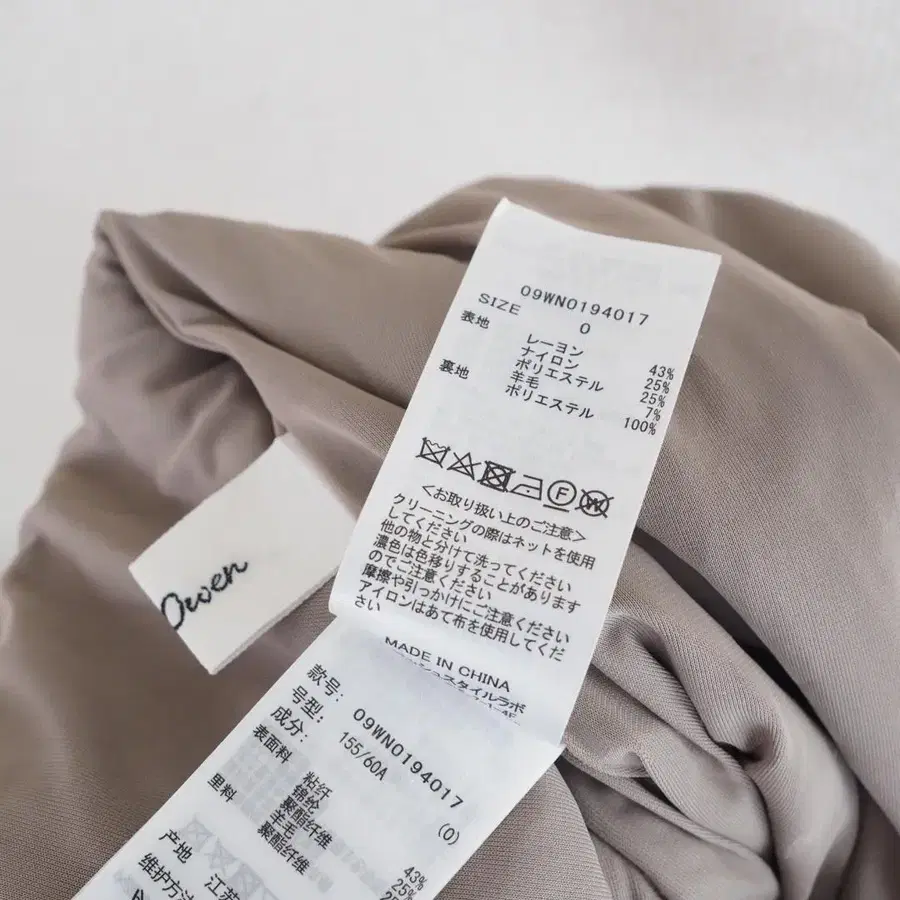 09WN0194017
SIZE 0
表地
レーヨン 43%
ナイロン 25%
ポリエステル 25%
羊毛 7%
裏地
ポリエステル 100%
F
W
<お取り扱い上のご注意>
クリーニングの際はネットを使用
してください
他の物と分けて洗ってください
濃色は色移りすることがあります
のでご注意ください
摩擦や引っかけにご注意ください
アイロンはあて布を使用してくだ
さい
MADE IN CHINA
スタイルラボ
Owen
款号: 09WN0194017
号型: 155/60A (0)
成分:
表面料
粘纤 43%
锦纶 25%
聚酯纤维
羊毛
里料
聚酯纤维
产地 江苏
维护方法